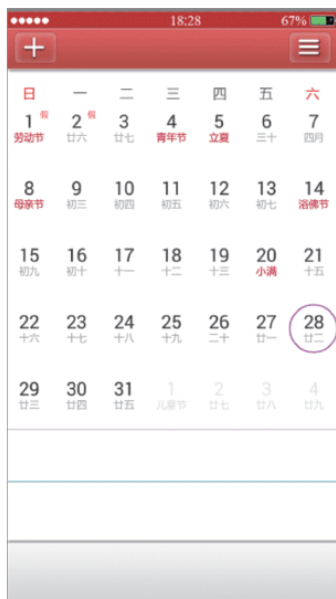 18:28 67%
日 一 二 三 四 五 六
1 假 2 假 3 4 5 6 7
劳动节 廿六 廿七 青年节 立夏 三十 四月
8 9 10 11 12 13 14
母亲节 初三 初四 初五 初六 初七 浴佛节
15 16 17 18 19 20 21
初九 初十 十一 十二 十三 小满 十五
22 23 24 25 26 27 28
十六 十七 十八 十九 二十 廿一 廿二
29 30 31 1 2 3 4
廿三 廿四 廿五 儿童节 廿七 廿八 廿九